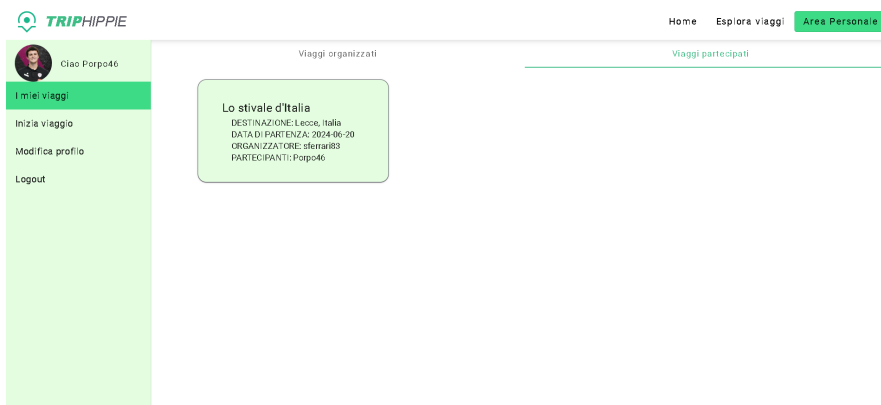 TRIPHIPPIE
Home
Esplora viaggi
Area Personale
Ciao Porpo46
I miei viaggi
Inizia viaggio
Modifica profilo
Logout
Viaggi organizzati
Viaggi partecipati
Lo stivale d'Italia
DESTINAZIONE: Lecce, Italia
DATA DI PARTENZA: 2024-06-20
ORGANIZZATORE: sferrari83
PARTECIPANTI: Porpo46